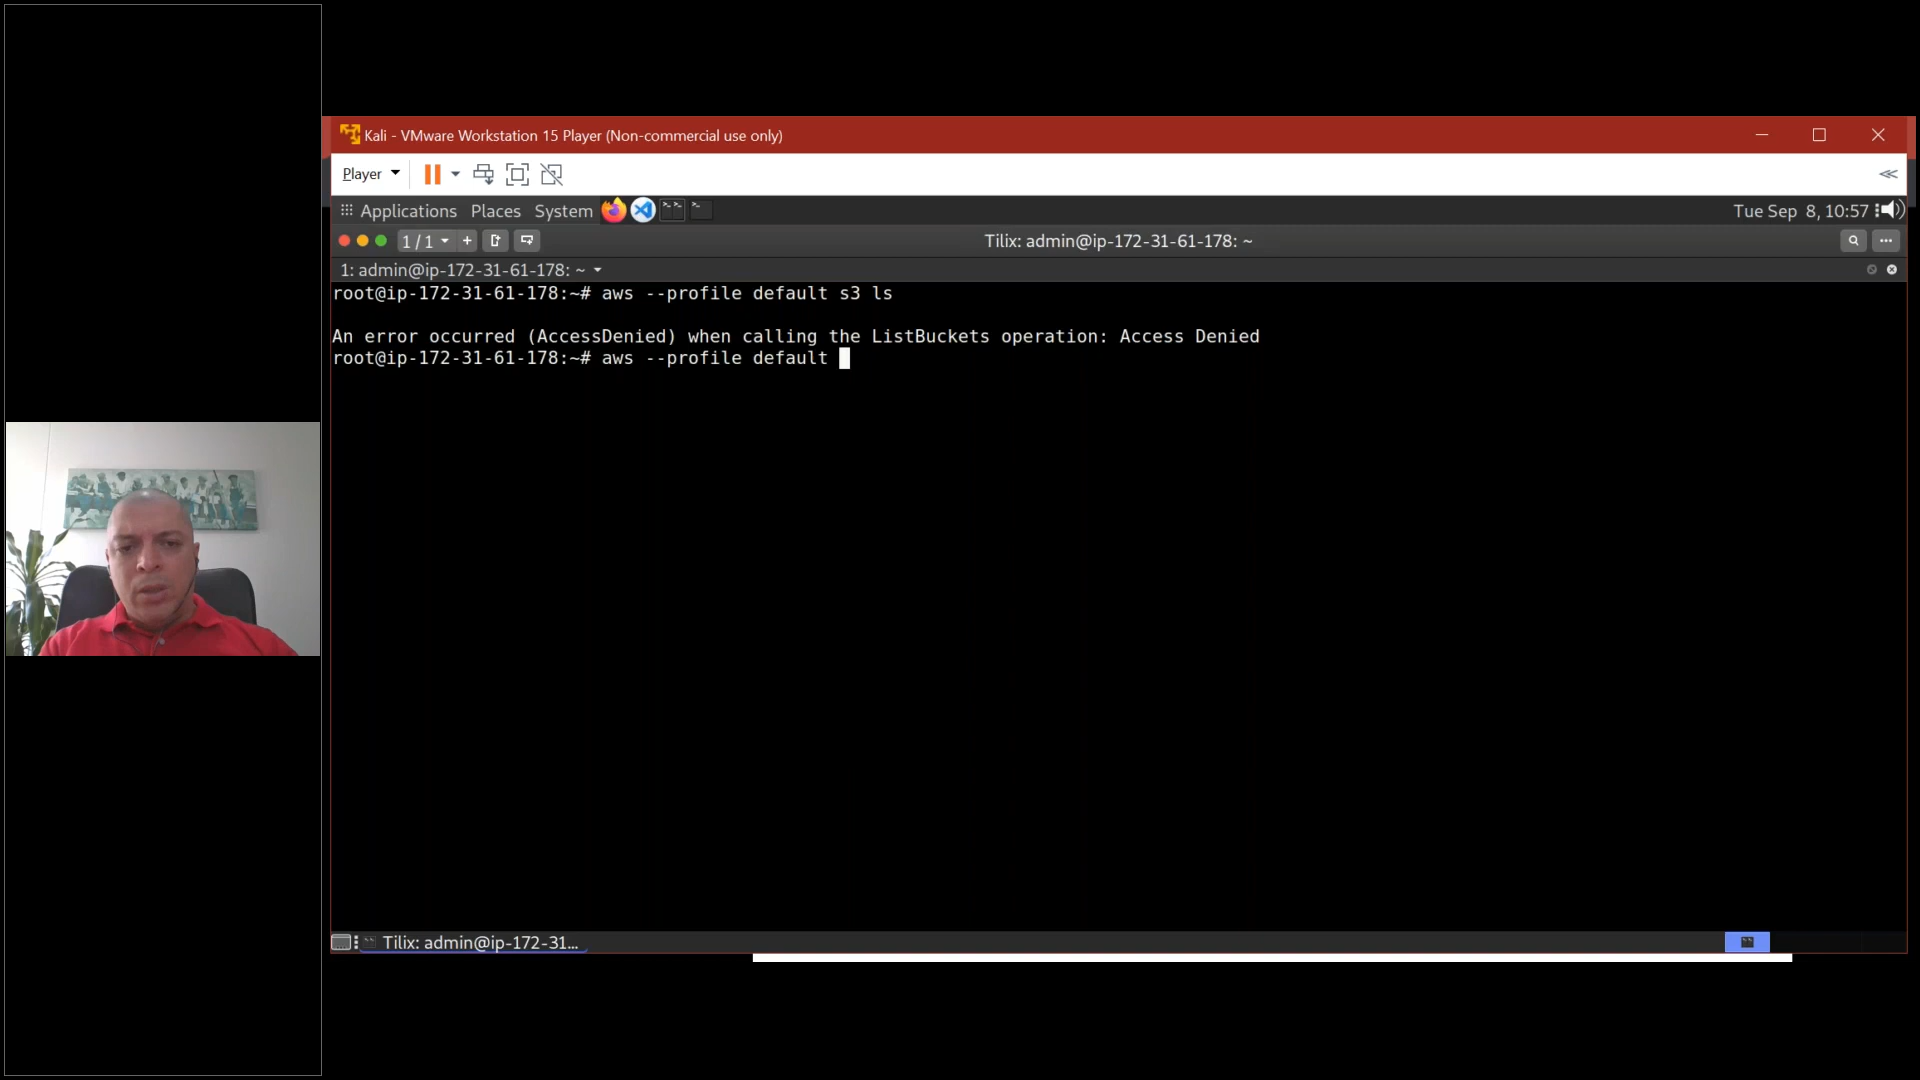 Kali - VMware Workstation 15 Player (Non-commercial use only)
Player
Applications Places System
Tue Sep 8, 10:57
1 / 1
Tilix: admin@ip-172-31-61-178: ~
1: admin@ip-172-31-61-178: ~
root@ip-172-31-61-178:~# aws --profile default s3 ls
An error occurred (AccessDenied) when calling the ListBuckets operation: Access Denied
root@ip-172-31-61-178:~# aws --profile default
Tilix: admin@ip-172-31...